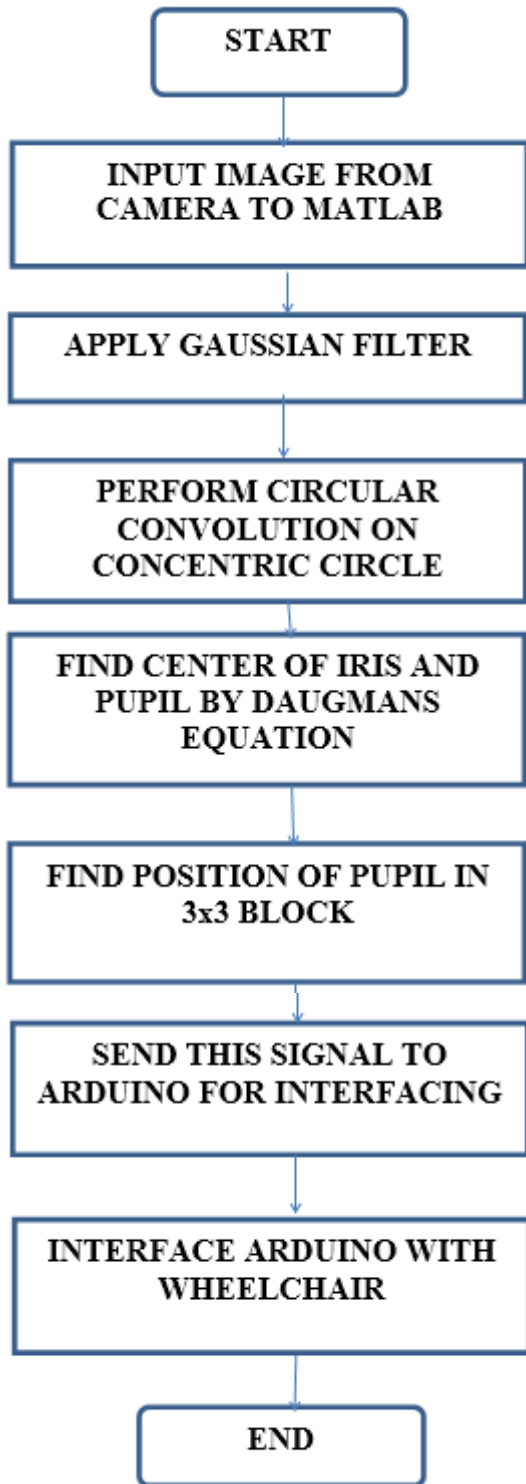 START
INPUT IMAGE FROM
CAMERA TO MATLAB
APPLY GAUSSIAN FILTER
PERFORM CIRCULAR
CONVOLUTION ON
CONCENTRIC CIRCLE
FIND CENTER OF IRIS AND
PUPIL BY DAUGMANS
EQUATION
FIND POSITION OF PUPIL IN
3x3 BLOCK
SEND THIS SIGNAL TO
ARDUINO FOR INTERFACING
INTERFACE ARDUINO WITH
WHEELCHAIR
END